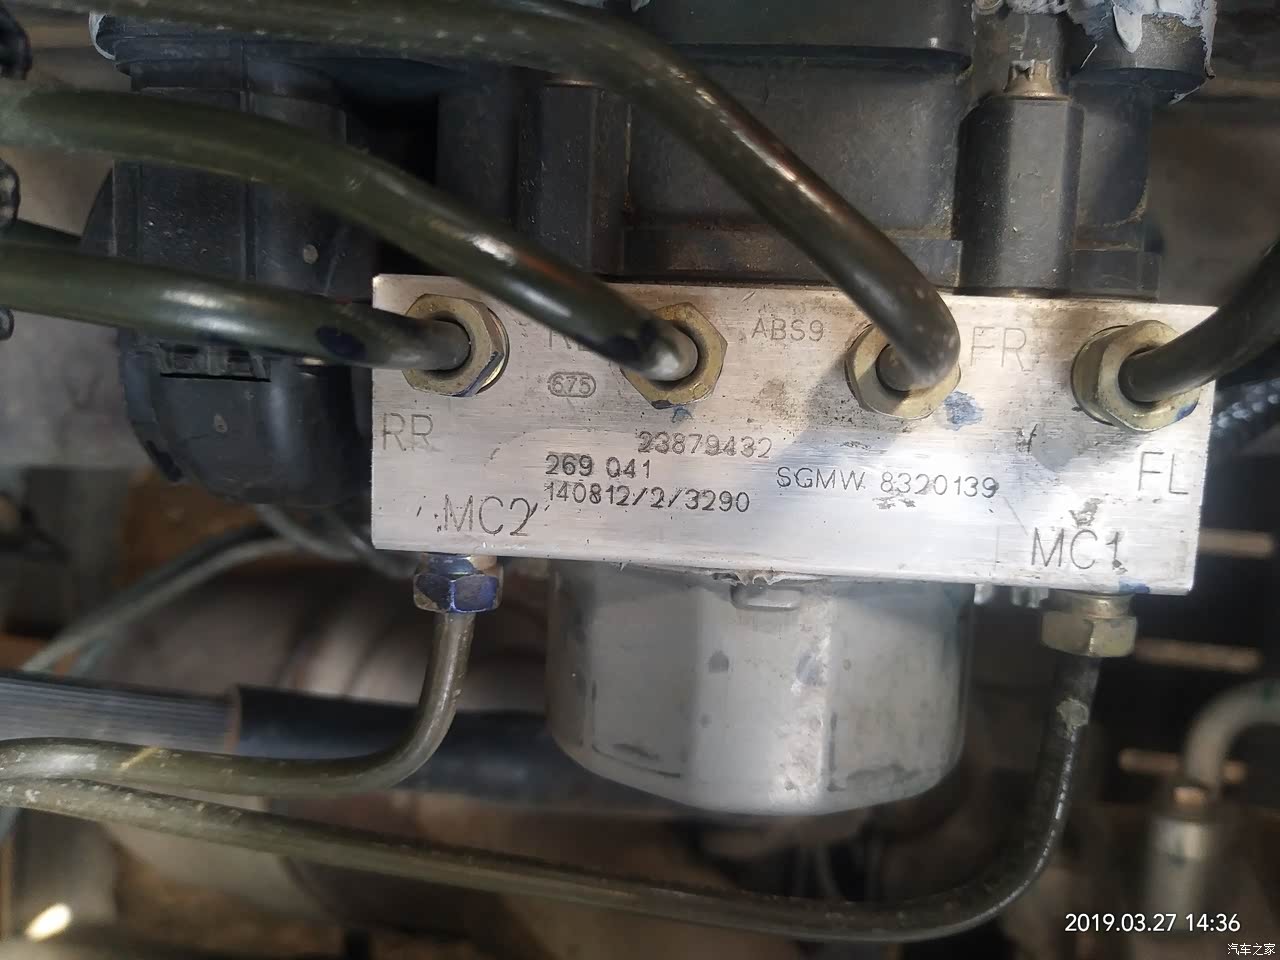 ABS9
FR
675
RR
23879432
269 041
SGMW 8320139
FL
140812/2/3290
MC2
MC1
2019.03.27 14:36
汽车之家